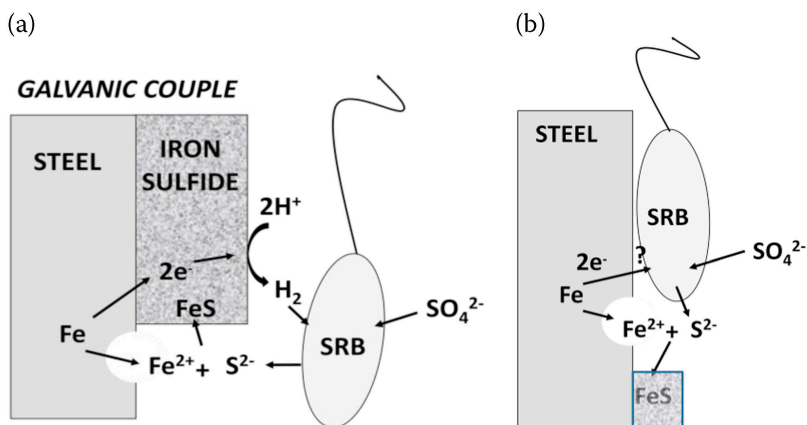 (a)
GALVANIC COUPLE
STEEL
IRON
SULFIDE
2H⁺
2e⁻
H₂
FeS
Fe
Fe²⁺ + S²⁻
SRB
SO₄²⁻
(b)
STEEL
SRB
?
2e⁻
SO₄²⁻
Fe
Fe²⁺ + S²⁻
FeS